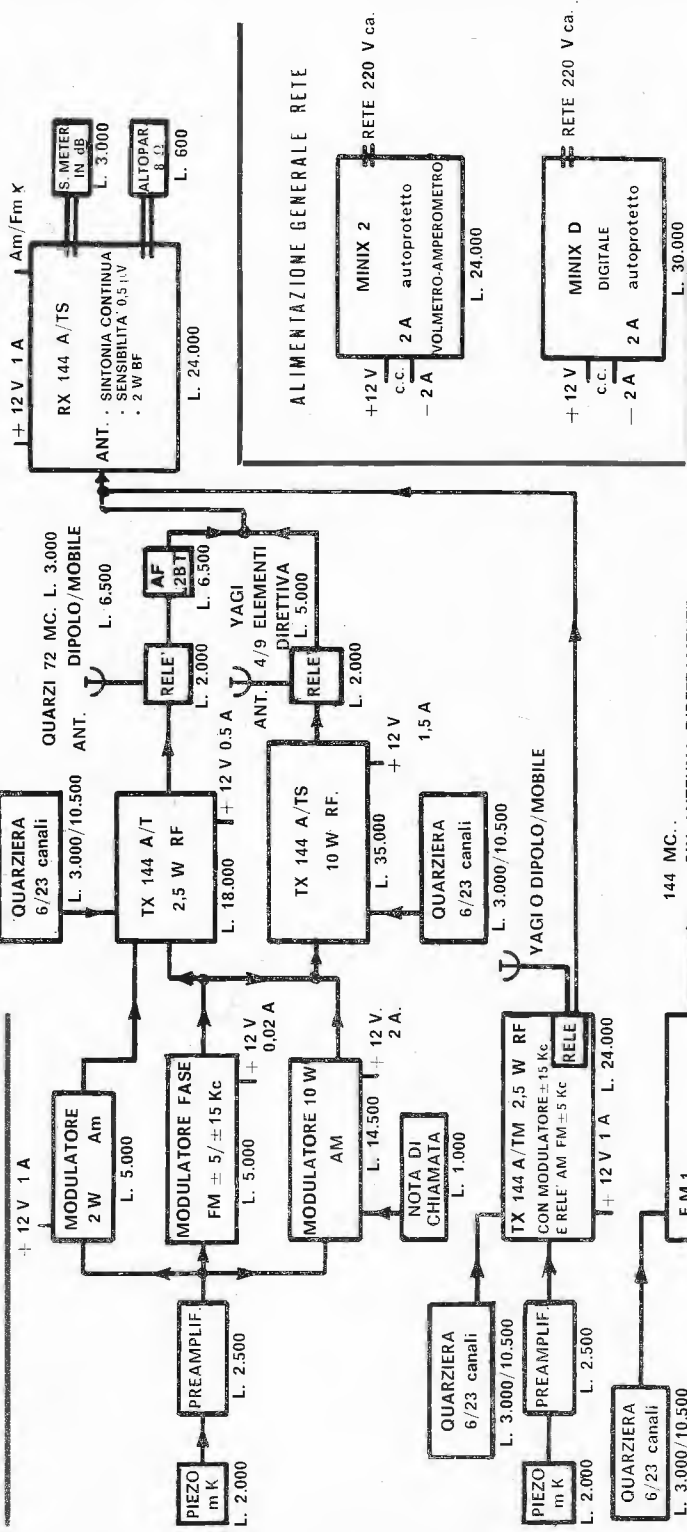 PIEZO
m K
L. 2.000
PREAMPLIF.
L. 2.500
+ 12 V 1 A
MODULATORE
2 W Am
L. 5.000
MODULATORE FASE
FM ± 5/ ± 15 Kc
L. 5.000
+ 12 V
0,02 A
MODULATORE 10 W
AM
L. 14.500
+ 12 V.
2 A.
NOTA DI
CHIAMATA
L. 1.000
QUARZIERA
6/23 canali
L. 3.000/10.500
TX 144 A/T
2,5 W RF
L. 18.000
+ 12 V 0.5 A
TX 144 A/TS
10 W RF.
L. 35.000
+ 12 V
1,5 A
QUARZIERA
6/23 canali
L. 3.000/10.500
QUARZI 72 MC. L. 3.000
ANT. DIPOLO/MOBILE
L. 6.500
RELE'
L. 2.000
AF
2BT
L. 6.500
YAGI
ANT. 4/9 ELEMENTI
DIRETTIVA
L. 5.000
RELE'
L. 2.000
+ 12 V 1 A Am/Fm K
RX 144 A/TS
ANT. . SINTONIA CONTINUA
. SENSIBILITA' 0,5 µV
. 2 W BF
L. 24.000
S. METER
IN dB
L. 3.000
ALTOPAR.
8 Ω
L. 600
ALIMENTAZIONE GENERALE RETE
MINIX 2
2 A autoprotetto
VOLMETRO-AMPEROMETRO
L. 24.000
+12 V
c.c.
− 2 A
RETE 220 V ca.
MINIX D
DIGITALE
2 A autoprotetto
L. 30.000
+ 12 V
c.c.
− 2 A
RETE 220 V ca.
QUARZIERA
6/23 canali
L. 3.000/10.500
PIEZO
m K
L. 2.000
PREAMPLIF.
L. 2.500
TX 144 A/TM 2,5 W RF
CON MODULATORE ± 15 Kc
E RELE' AM FM ± 5 Kc
RELE
+ 12 V 1 A L. 24.000
YAGI O DIPOLO/MOBILE
QUARZIERA
6/23 canali
L. 3.000/10.500
144 MC.